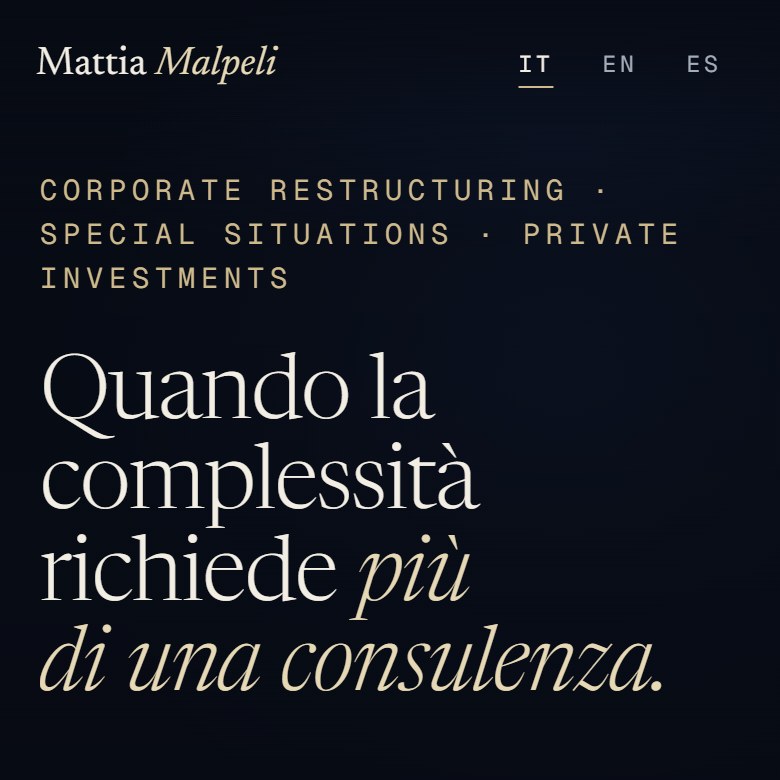 Mattia Malpeli
IT EN ES
CORPORATE RESTRUCTURING ·
SPECIAL SITUATIONS · PRIVATE
INVESTMENTS
Quando la
complessità
richiede più
di una consulenza.